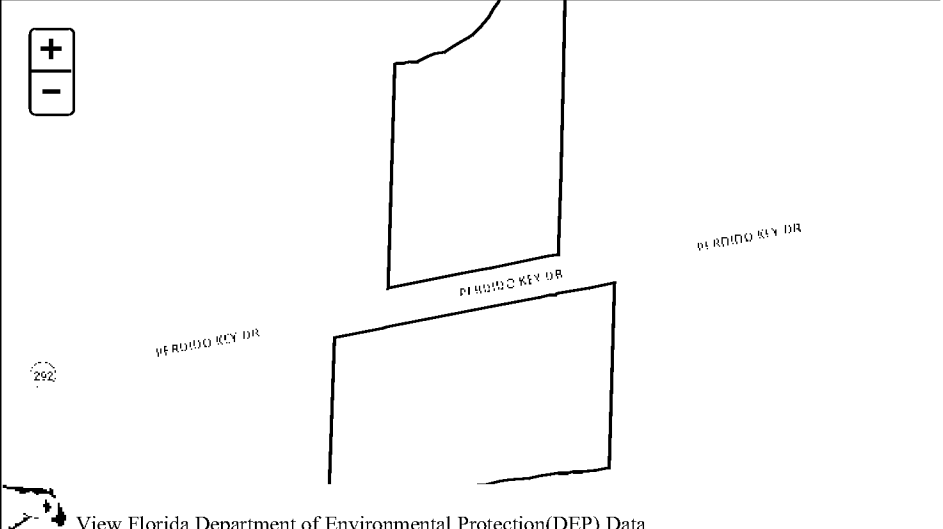 +
−
PERDIDO KEY DR
PERDIDO KEY DR
PERDIDO KEY DR
292
View Florida Department of Environmental Protection(DEP) Data